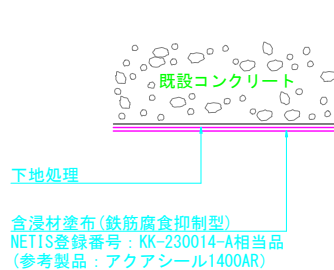 既設コンクリート
下地処理
含浸材塗布(鉄筋腐食抑制型)
NETIS登録番号：KK-230014-A相当品
(参考製品：アクアシール1400AR)